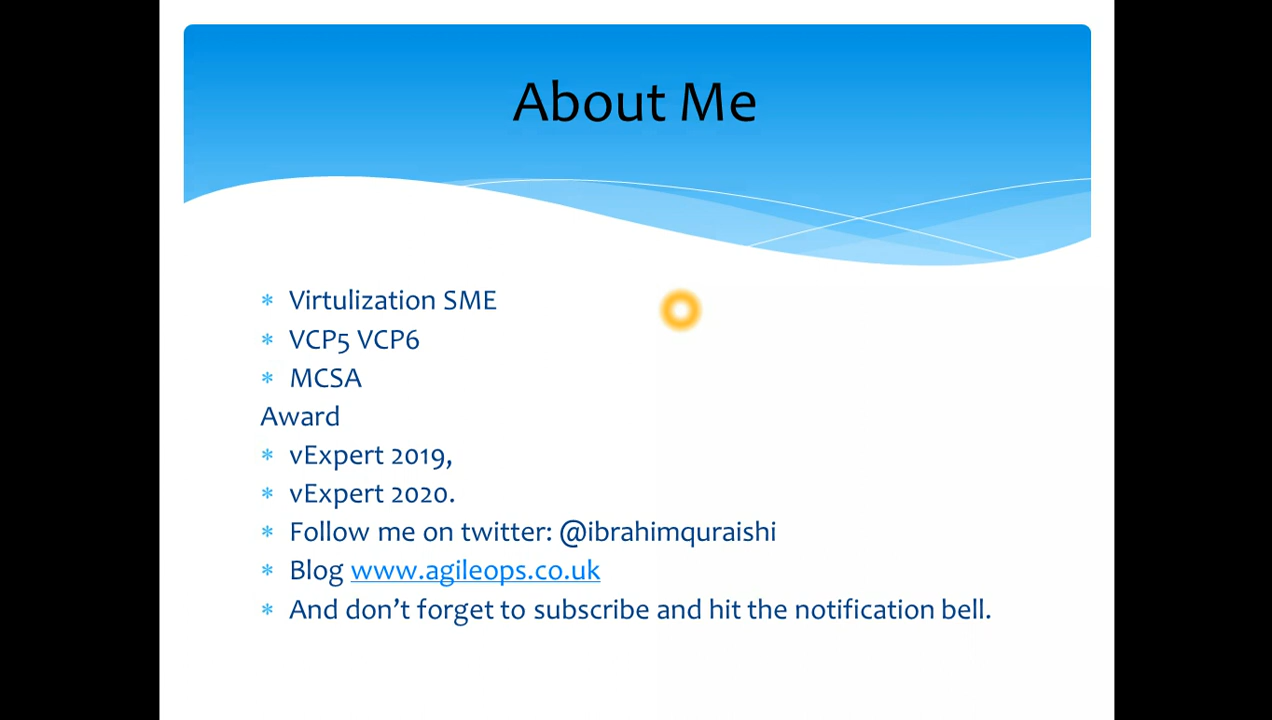 About Me
* Virtulization SME
* VCP5 VCP6
* MCSA
Award
* vExpert 2019,
* vExpert 2020.
* Follow me on twitter: @ibrahimquraishi
* Blog www.agileops.co.uk
* And don’t forget to subscribe and hit the notification bell.